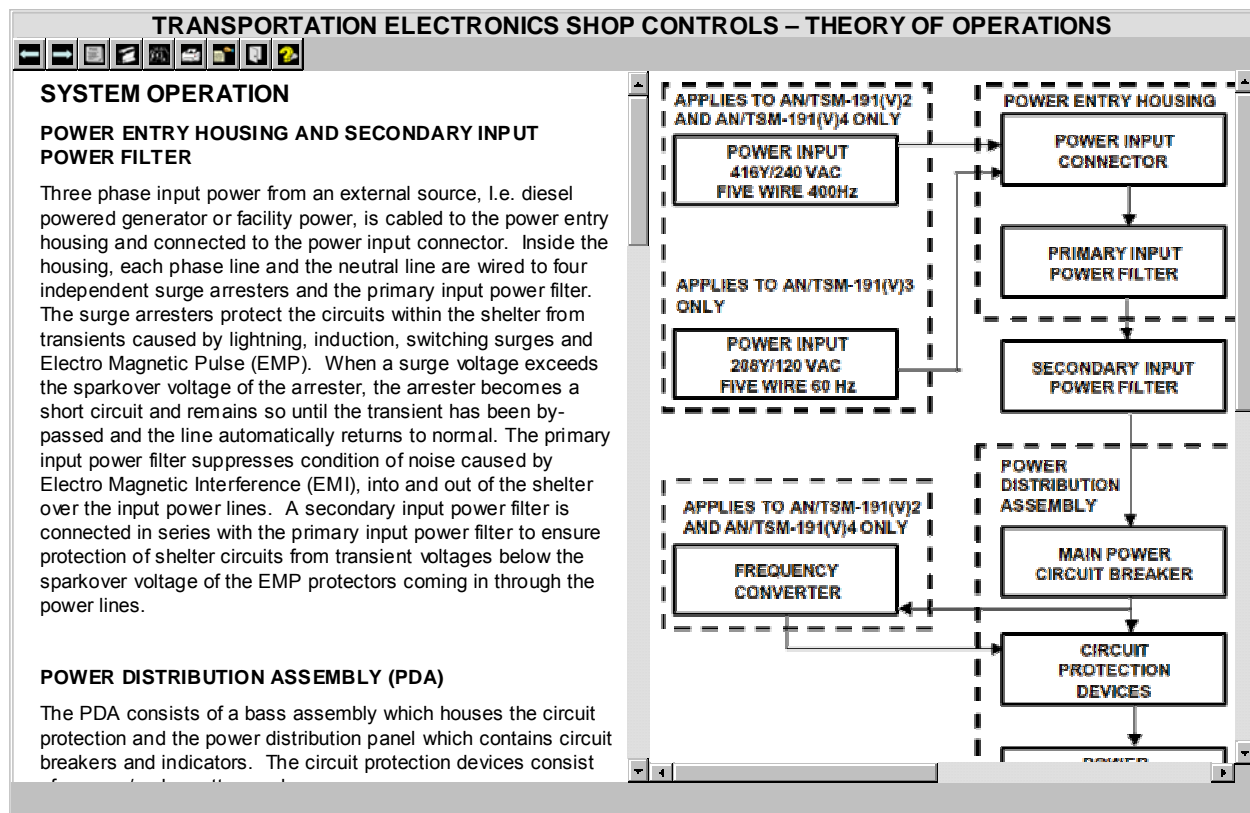 TRANSPORTATION ELECTRONICS SHOP CONTROLS – THEORY OF OPERATIONS
SYSTEM OPERATION
POWER ENTRY HOUSING AND SECONDARY INPUT
POWER FILTER
Three phase input power from an external source, I.e. diesel
powered generator or facility power, is cabled to the power entry
housing and connected to the power input connector. Inside the
housing, each phase line and the neutral line are wired to four
independent surge arresters and the primary input power filter.
The surge arresters protect the circuits within the shelter from
transients caused by lightning, induction, switching surges and
Electro Magnetic Pulse (EMP). When a surge voltage exceeds
the sparkover voltage of the arrester, the arrester becomes a
short circuit and remains so until the transient has been by-
passed and the line automatically returns to normal. The primary
input power filter suppresses condition of noise caused by
Electro Magnetic Interference (EMI), into and out of the shelter
over the input power lines. A secondary input power filter is
connected in series with the primary input power filter to ensure
protection of shelter circuits from transient voltages below the
sparkover voltage of the EMP protectors coming in through the
power lines.
POWER DISTRIBUTION ASSEMBLY (PDA)
The PDA consists of a bass assembly which houses the circuit
protection and the power distribution panel which contains circuit
breakers and indicators. The circuit protection devices consist
APPLIES TO AN/TSM-191(V)2
AND AN/TSM-191(V)4 ONLY
POWER INPUT
416Y/240 VAC
FIVE WIRE 400Hz
APPLIES TO AN/TSM-191(V)3
ONLY
POWER INPUT
208Y/120 VAC
FIVE WIRE 60 Hz
APPLIES TO AN/TSM-191(V)2
AND AN/TSM-191(V)4 ONLY
FREQUENCY
CONVERTER
POWER ENTRY HOUSING
POWER INPUT
CONNECTOR
PRIMARY INPUT
POWER FILTER
SECONDARY INPUT
POWER FILTER
POWER
DISTRIBUTION
ASSEMBLY
MAIN POWER
CIRCUIT BREAKER
CIRCUIT
PROTECTION
DEVICES
POWER